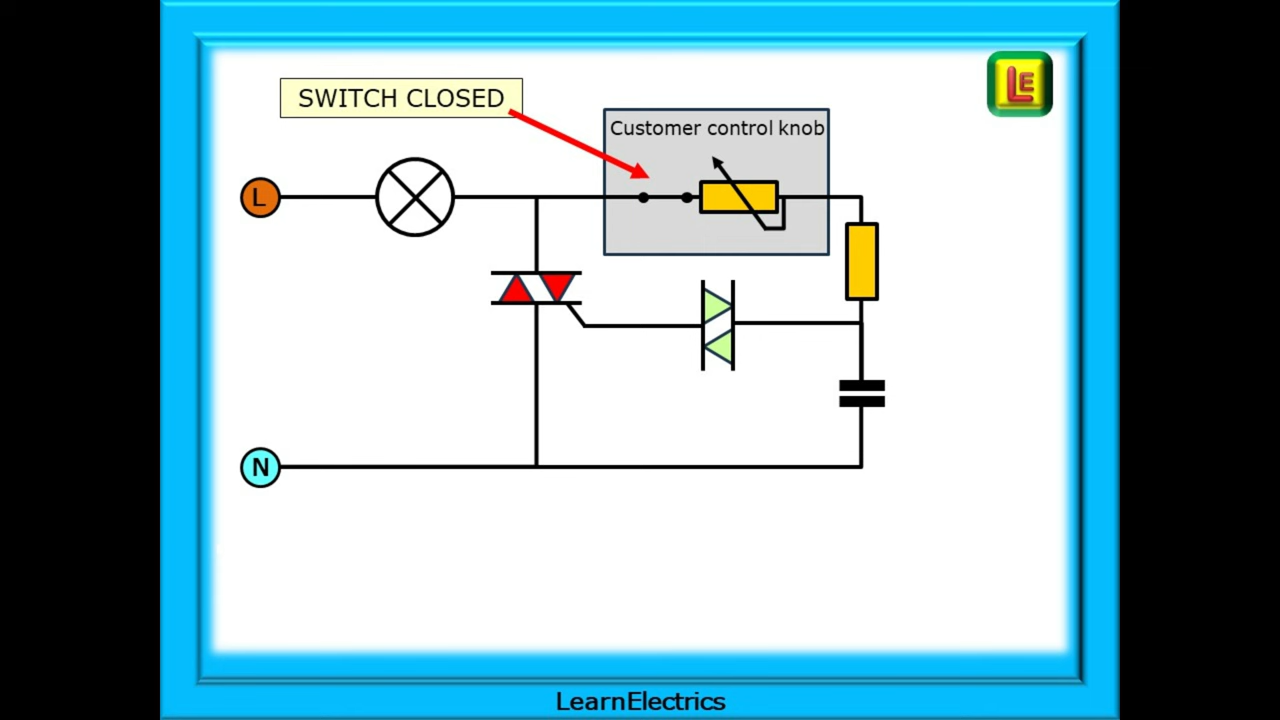 SWITCH CLOSED
LE
Customer control knob
L
N
LearnElectrics